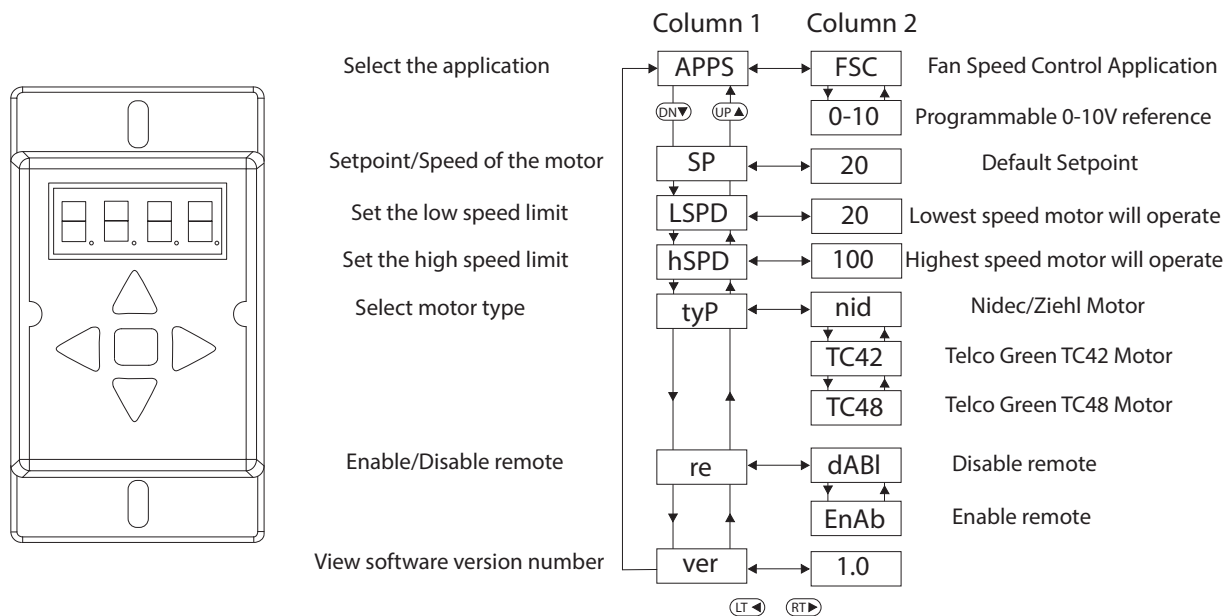 Column 1 Column 2
Select the application APPS FSC Fan Speed Control Application
DN▼ UP▲ 0-10 Programmable 0-10V reference
Setpoint/Speed of the motor SP 20 Default Setpoint
Set the low speed limit LSPD 20 Lowest speed motor will operate
Set the high speed limit hSPD 100 Highest speed motor will operate
Select motor type tyP nid Nidec/Ziehl Motor
TC42 Telco Green TC42 Motor
TC48 Telco Green TC48 Motor
Enable/Disable remote re dABl Disable remote
EnAb Enable remote
View software version number ver 1.0
LT◀ RT▶